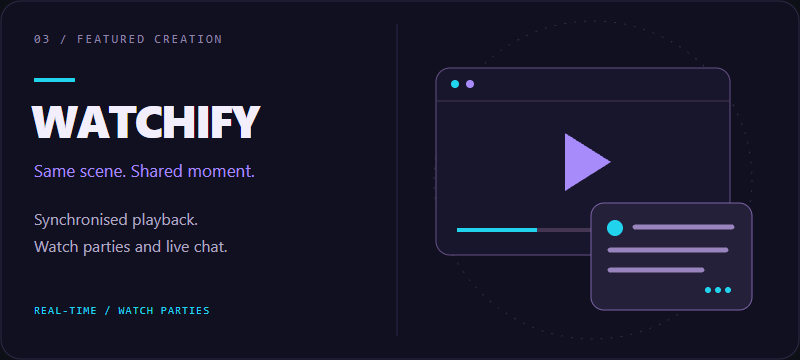 03 / FEATURED CREATION
WATCHIFY
Same scene. Shared moment.
Synchronised playback.
Watch parties and live chat.
REAL-TIME / WATCH PARTIES